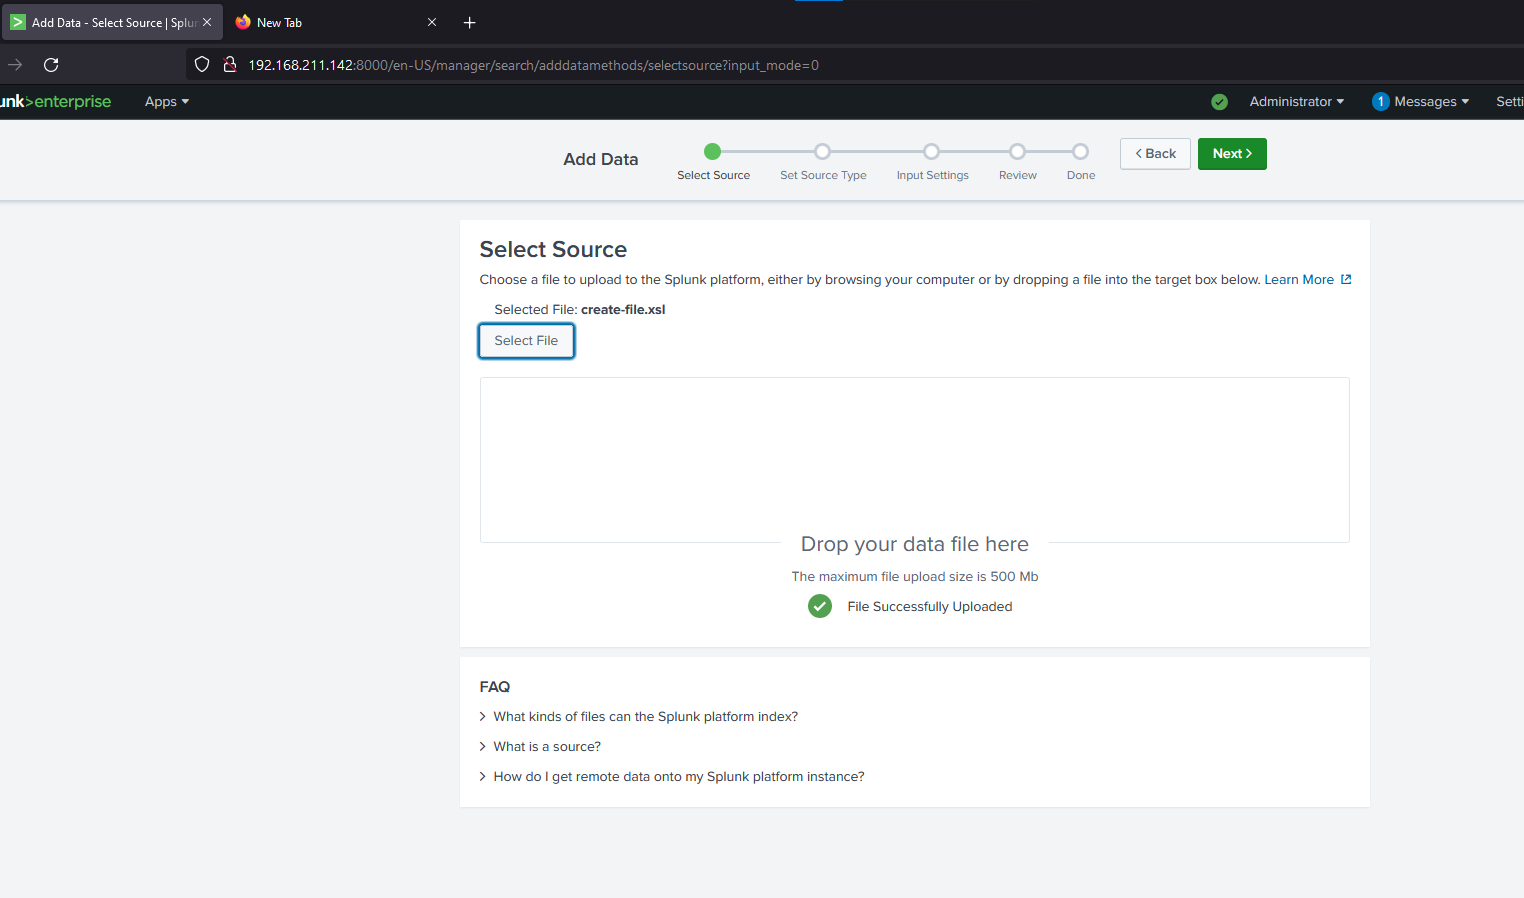 Add Data - Select Source | Splun
New Tab
192.168.211.142:8000/en-US/manager/search/adddatamethods/selectsource?input_mode=0
unk>enterprise
Apps
Administrator
1 Messages
Setti
Add Data
Select Source
Set Source Type
Input Settings
Review
Done
< Back
Next >
Select Source
Choose a file to upload to the Splunk platform, either by browsing your computer or by dropping a file into the target box below. Learn More
Selected File: create-file.xsl
Select File
Drop your data file here
The maximum file upload size is 500 Mb
File Successfully Uploaded
FAQ
> What kinds of files can the Splunk platform index?
> What is a source?
> How do I get remote data onto my Splunk platform instance?